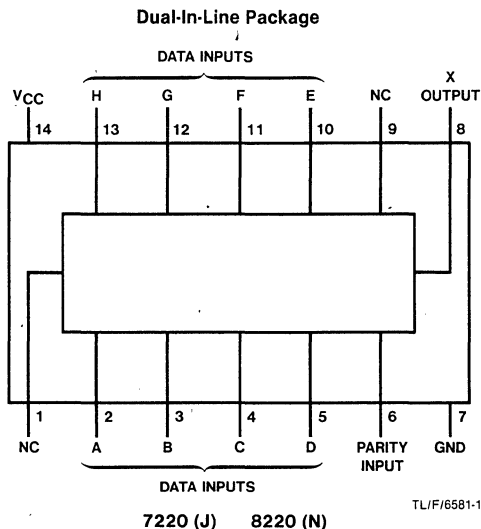 Dual-In-Line Package
DATA INPUTS
X
VCC H G F E NC OUTPUT
14 13 12 11 10 9 8
1 2 3 4 5 6 7
NC A B C D PARITY GND
INPUT
DATA INPUTS
TL/F/6581-1
7220 (J) 8220 (N)